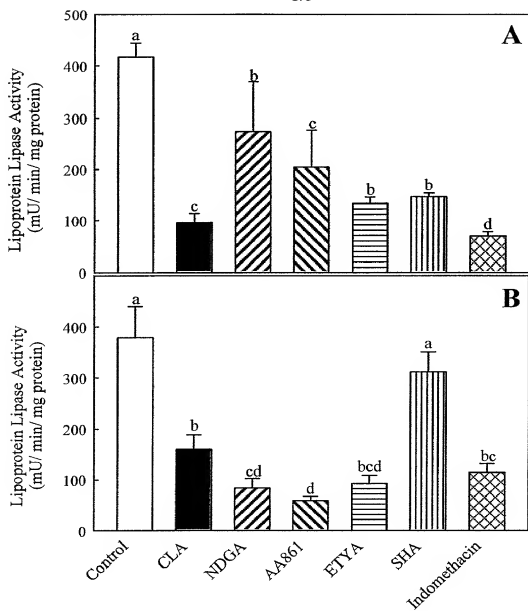 500
A
a
400
b
300
c
200
b
b
c
100
d
0
Lipoprotein Lipase Activity
(mU/ min/ mg protein)
B
a
400
a
300
b
200
cd
bcd
bc
d
100
0
Lipoprotein Lipase Activity
(mU/ min/ mg protein)
Control
CLA
NDGA
AA861
ETYA
SHA
Indomethacin